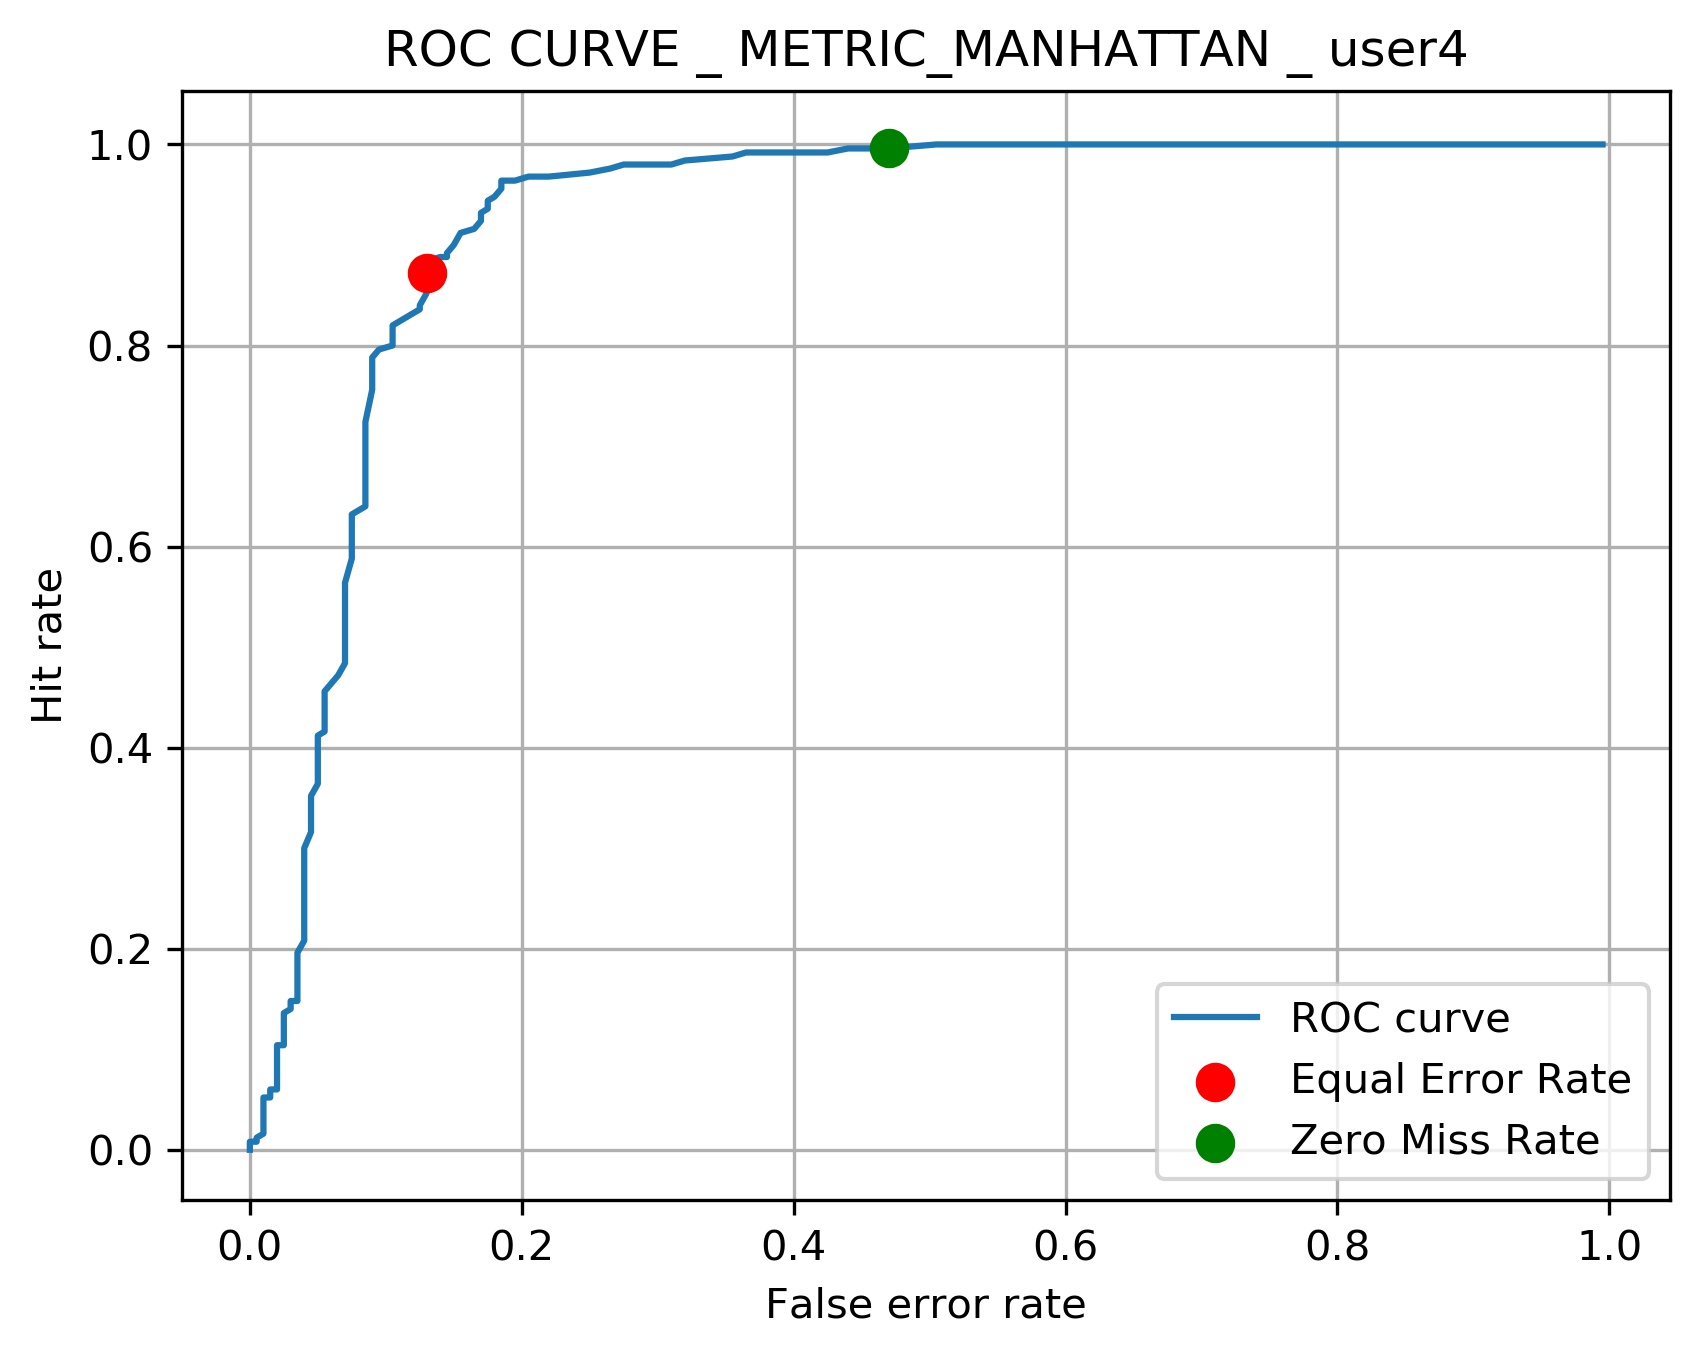 ROC CURVE _ METRIC_MANHATTAN _ user4
1.0
0.8
0.6
0.4
0.2
0.0
Hit rate
ROC curve
Equal Error Rate
Zero Miss Rate
0.0 0.2 0.4 0.6 0.8 1.0
False error rate